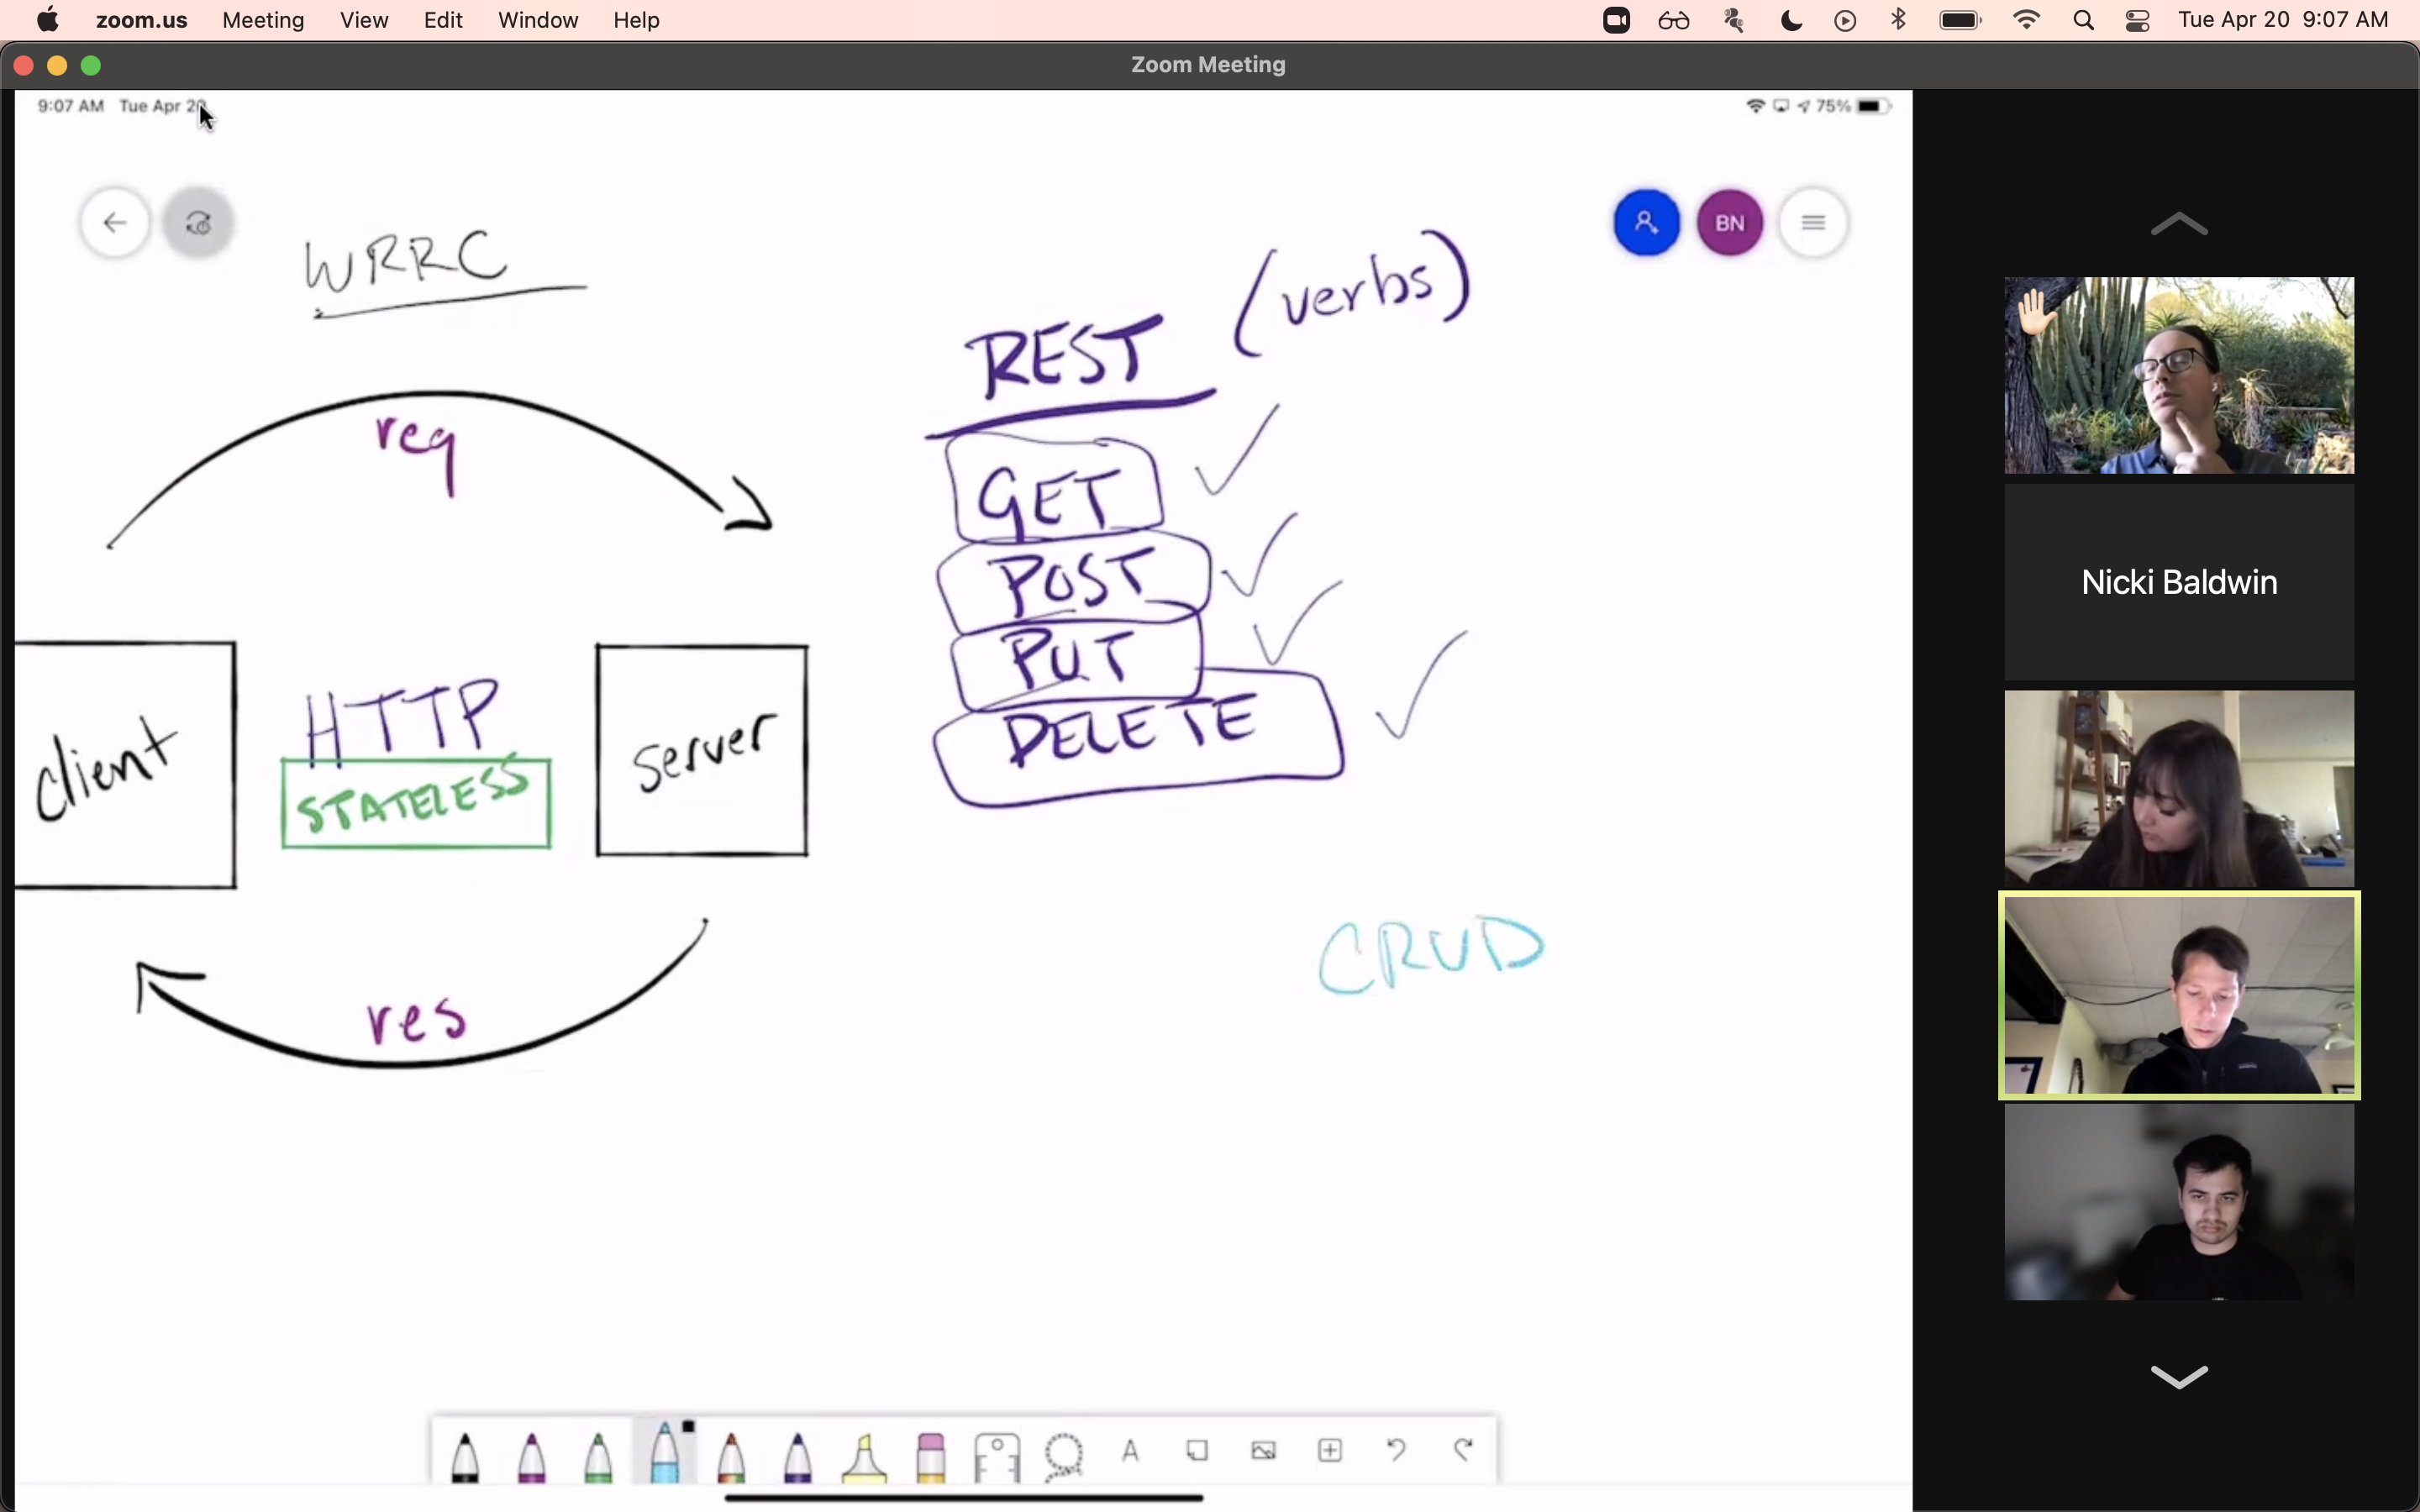 zoom.us Meeting View Edit Window Help Tue Apr 20 9:07 AM
Zoom Meeting
9:07 AM Tue Apr 20 75%
BN
WRRC
req
client
HTTP
STATELESS
server
res
REST (verbs)
GET
POST
PUT
DELETE
CRUD
A
Nicki Baldwin